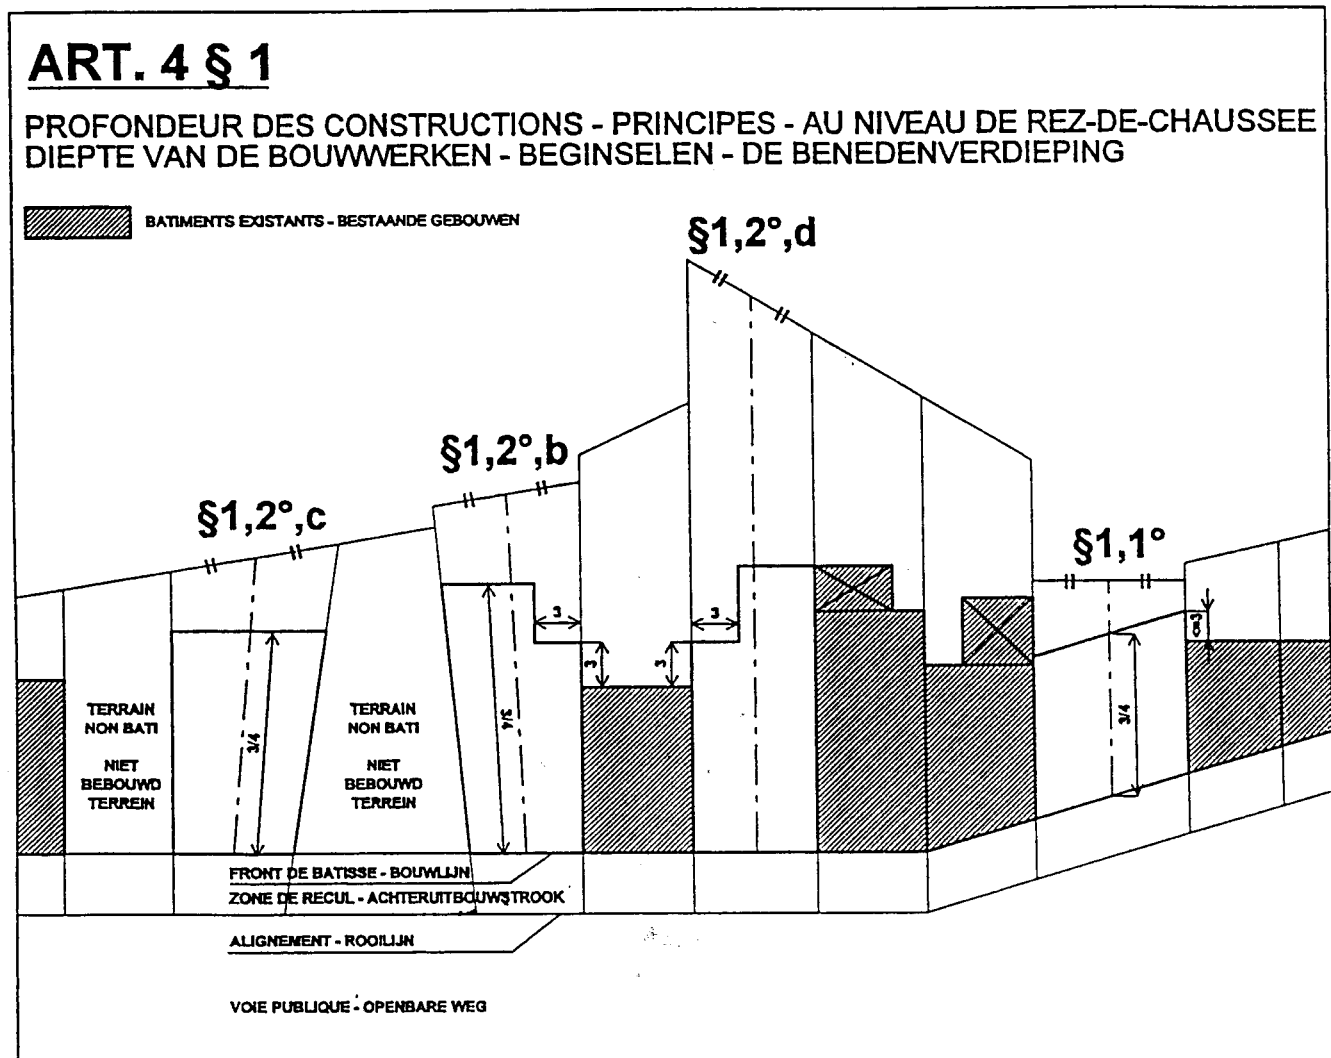 ART. 4 § 1
PROFONDEUR DES CONSTRUCTIONS - PRINCIPES - AU NIVEAU DE REZ-DE-CHAUSSEE
DIEPTE VAN DE BOUWWERKEN - BEGINSELEN - DE BENEDENVERDIEPING
BATIMENTS EXISTANTS - BESTAANDE GEBOUWEN
§1,2°,d
§1,2°,b
§1,2°,c
§1,1°
3
3
<=3
3
3
TERRAIN
NON BATI
NIET
BEBOUWD
TERREIN
3/4
TERRAIN
NON BATI
NIET
BEBOUWD
TERREIN
3/4
3/4
FRONT DE BATISSE - BOUWLIJN
ZONE DE RECUL - ACHTERUITBOUWSTROOK
ALIGNEMENT - ROOILIJN
VOIE PUBLIQUE - OPENBARE WEG